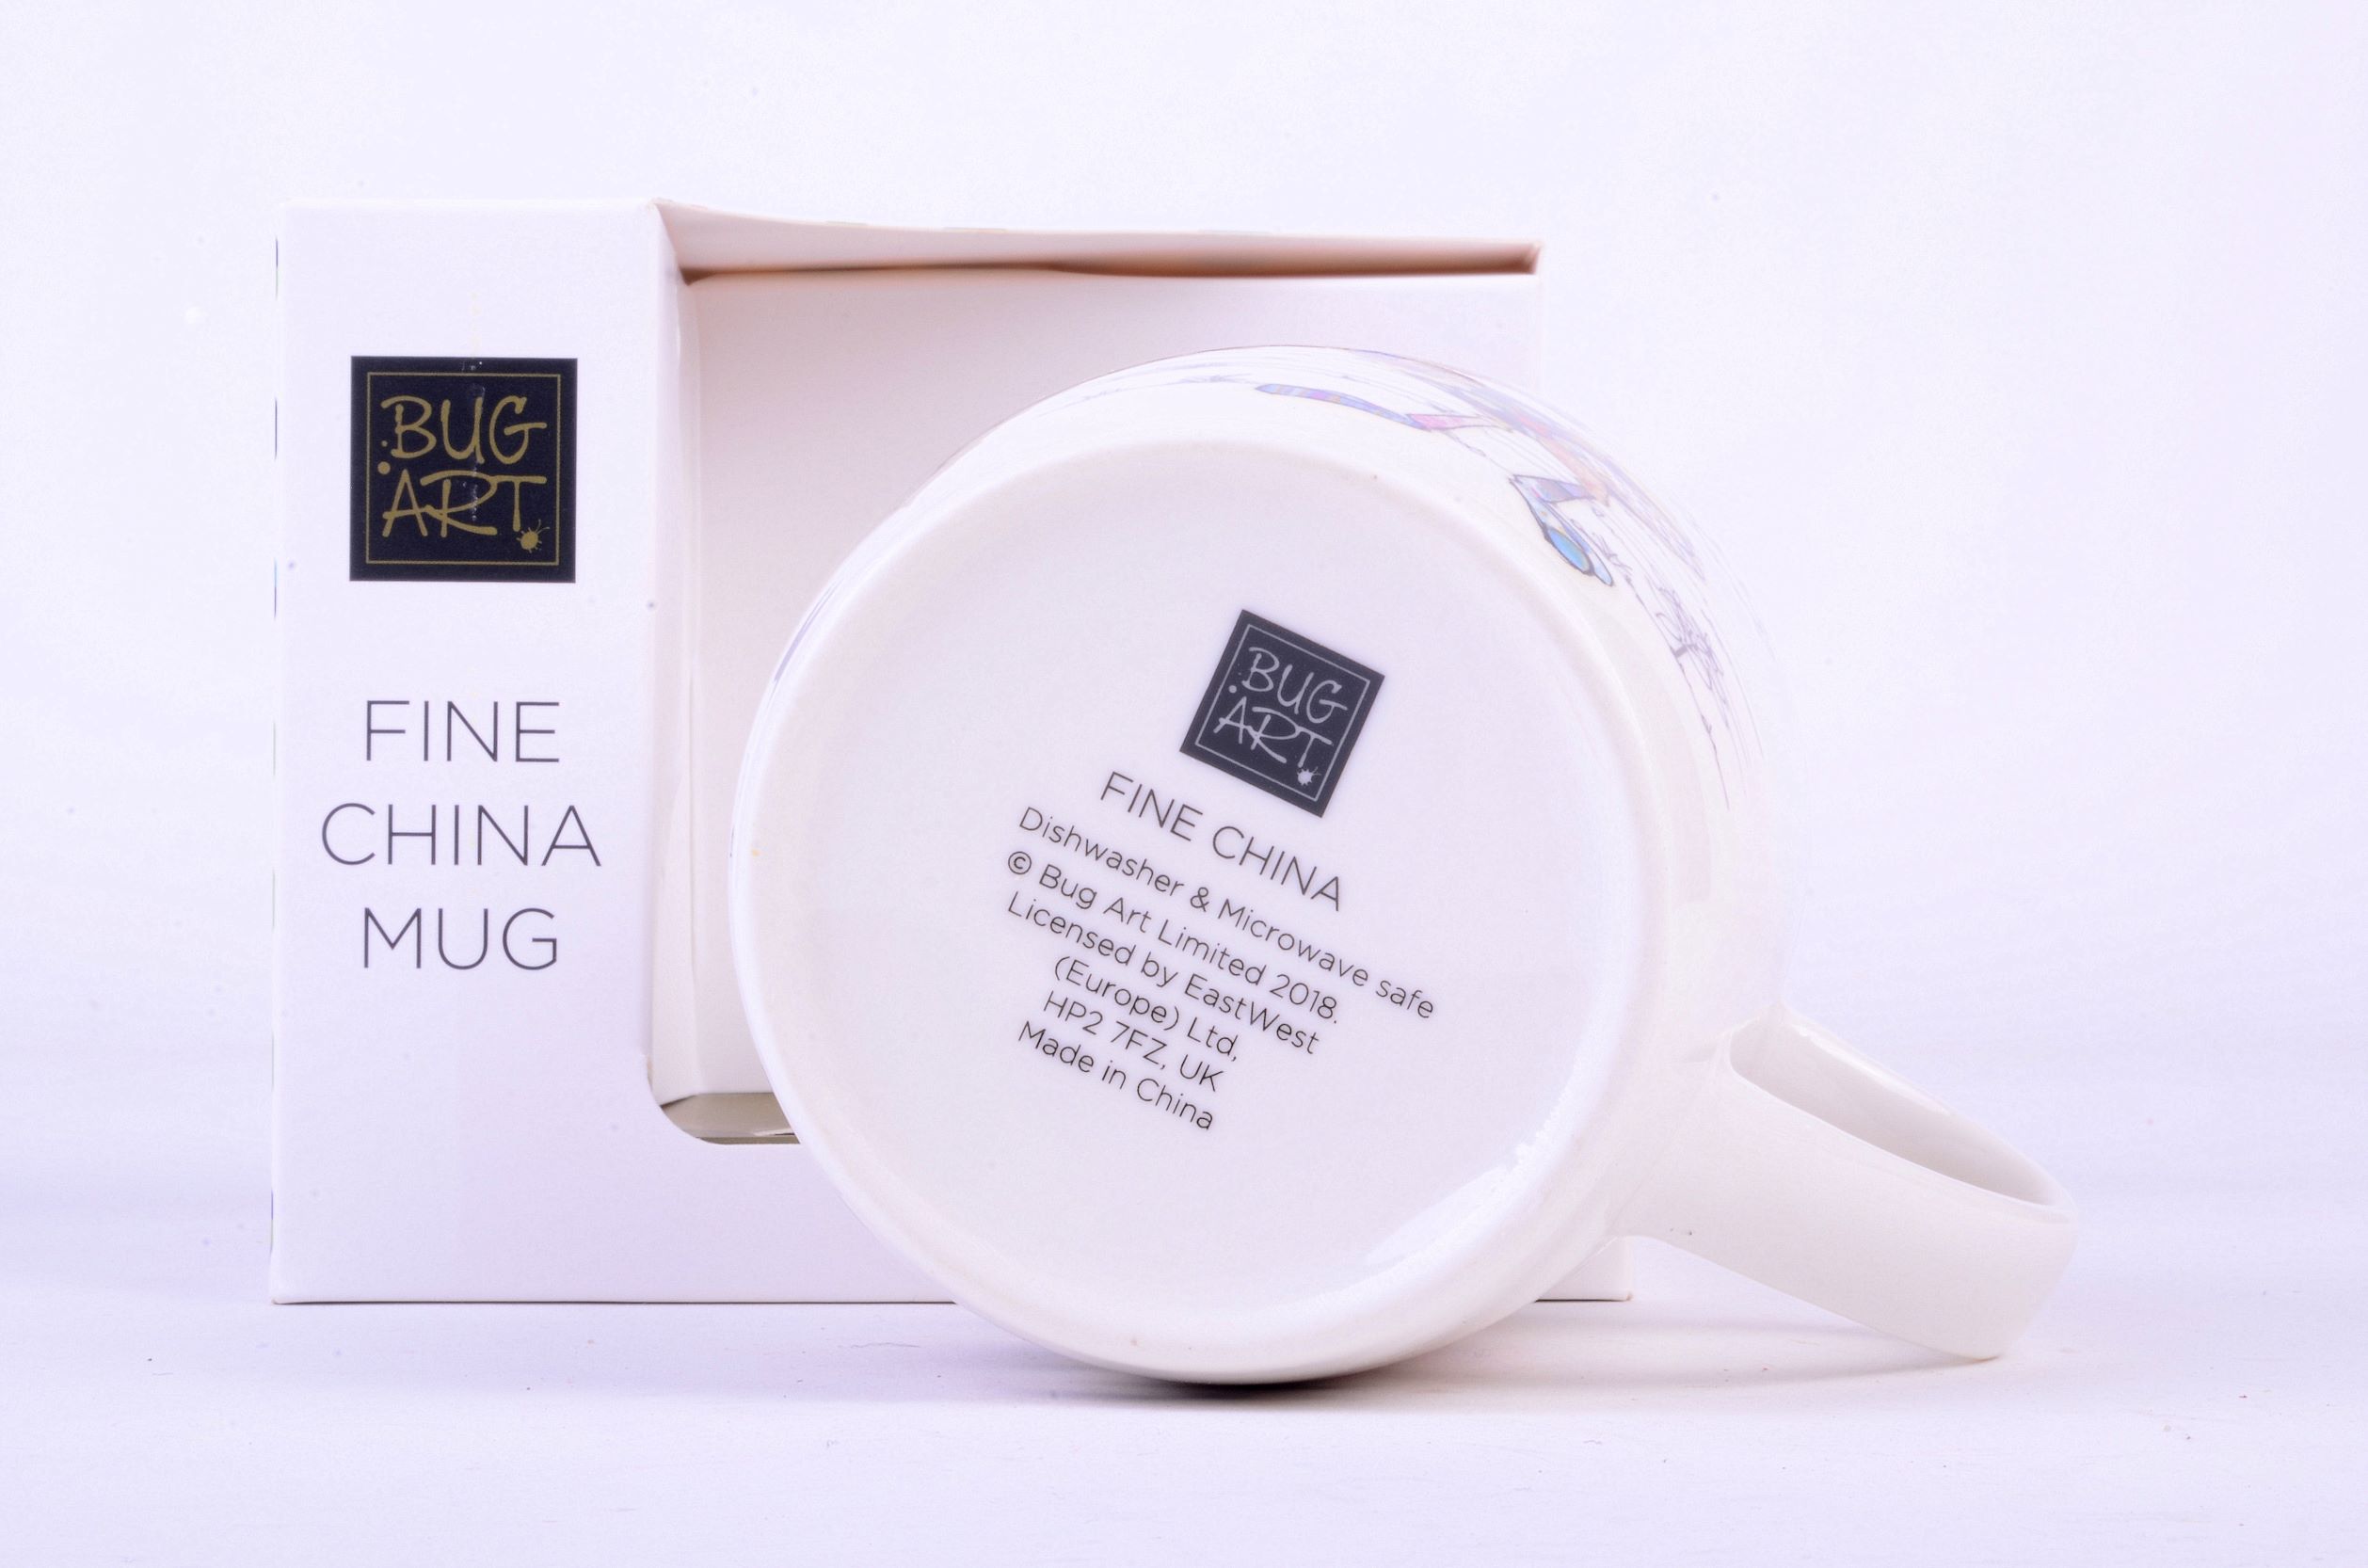 BUG
ART
FINE
CHINA
MUG
BUG
ART
FINE CHINA
Dishwasher & Microwave safe
© Bug Art Limited 2018.
Licensed by EastWest
(Europe) Ltd,
HP2 7FZ, UK
Made in China